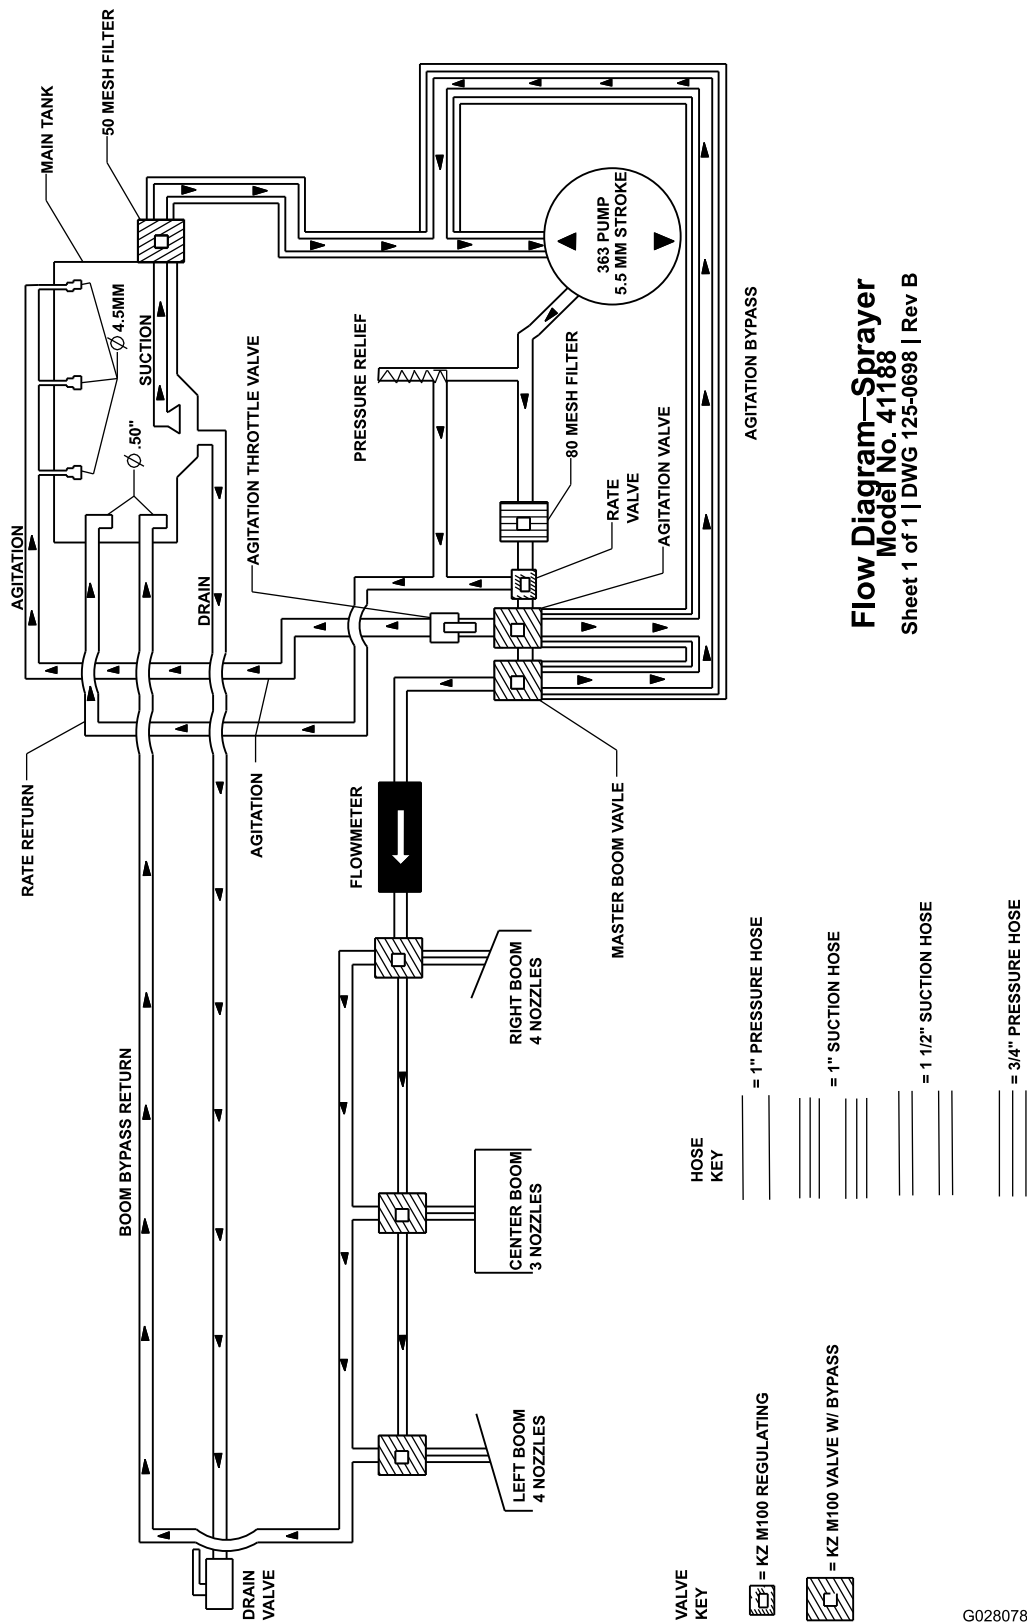 MAIN TANK
50 MESH FILTER
AGITATION
Ø 4.5MM
SUCTION
Ø .50"
DRAIN
AGITATION THROTTLE VALVE
PRESSURE RELIEF
363 PUMP
5.5 MM STROKE
80 MESH FILTER
RATE
VALVE
AGITATION VALVE
AGITATION BYPASS
RATE RETURN
AGITATION
FLOWMETER
MASTER BOOM VAVLE
BOOM BYPASS RETURN
RIGHT BOOM
4 NOZZLES
CENTER BOOM
3 NOZZLES
LEFT BOOM
4 NOZZLES
DRAIN
VALVE
Flow Diagram—Sprayer
Model No. 41188
Sheet 1 of 1 | DWG 125-0698 | Rev B
HOSE
KEY
= 1" PRESSURE HOSE
= 1" SUCTION HOSE
= 1 1/2" SUCTION HOSE
= 3/4" PRESSURE HOSE
VALVE
KEY
= KZ M100 REGULATING
= KZ M100 VALVE W/ BYPASS
G028078